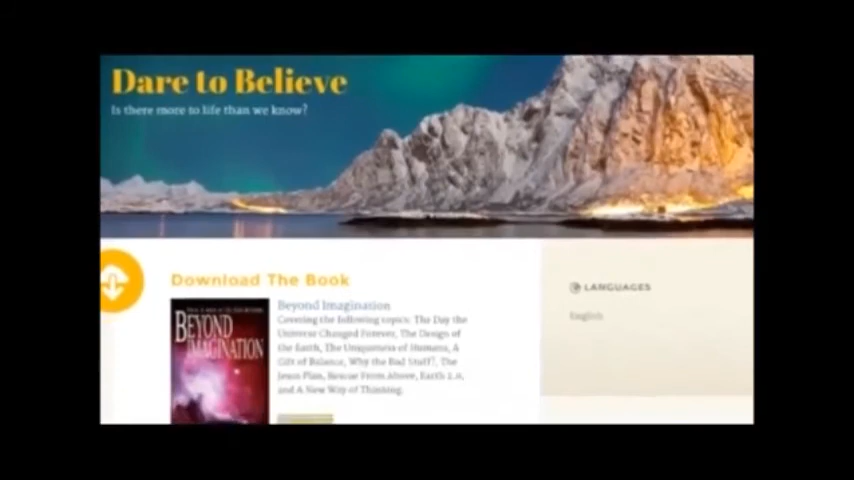 Dare to Believe
Is there more to life than we know?
Download The Book
LANGUAGES
English
Beyond Imagination
Covering the following topics: The Day the
Universe Changed Forever, The Design of
the Earth, The Uniqueness of Humans, A
Gift of Balance, Why the Bad Stuff?, The
Jesus Plan, Rescue From Above, Earth 2.0,
and A New Way of Thinking.
BEYOND
IMAGINATION